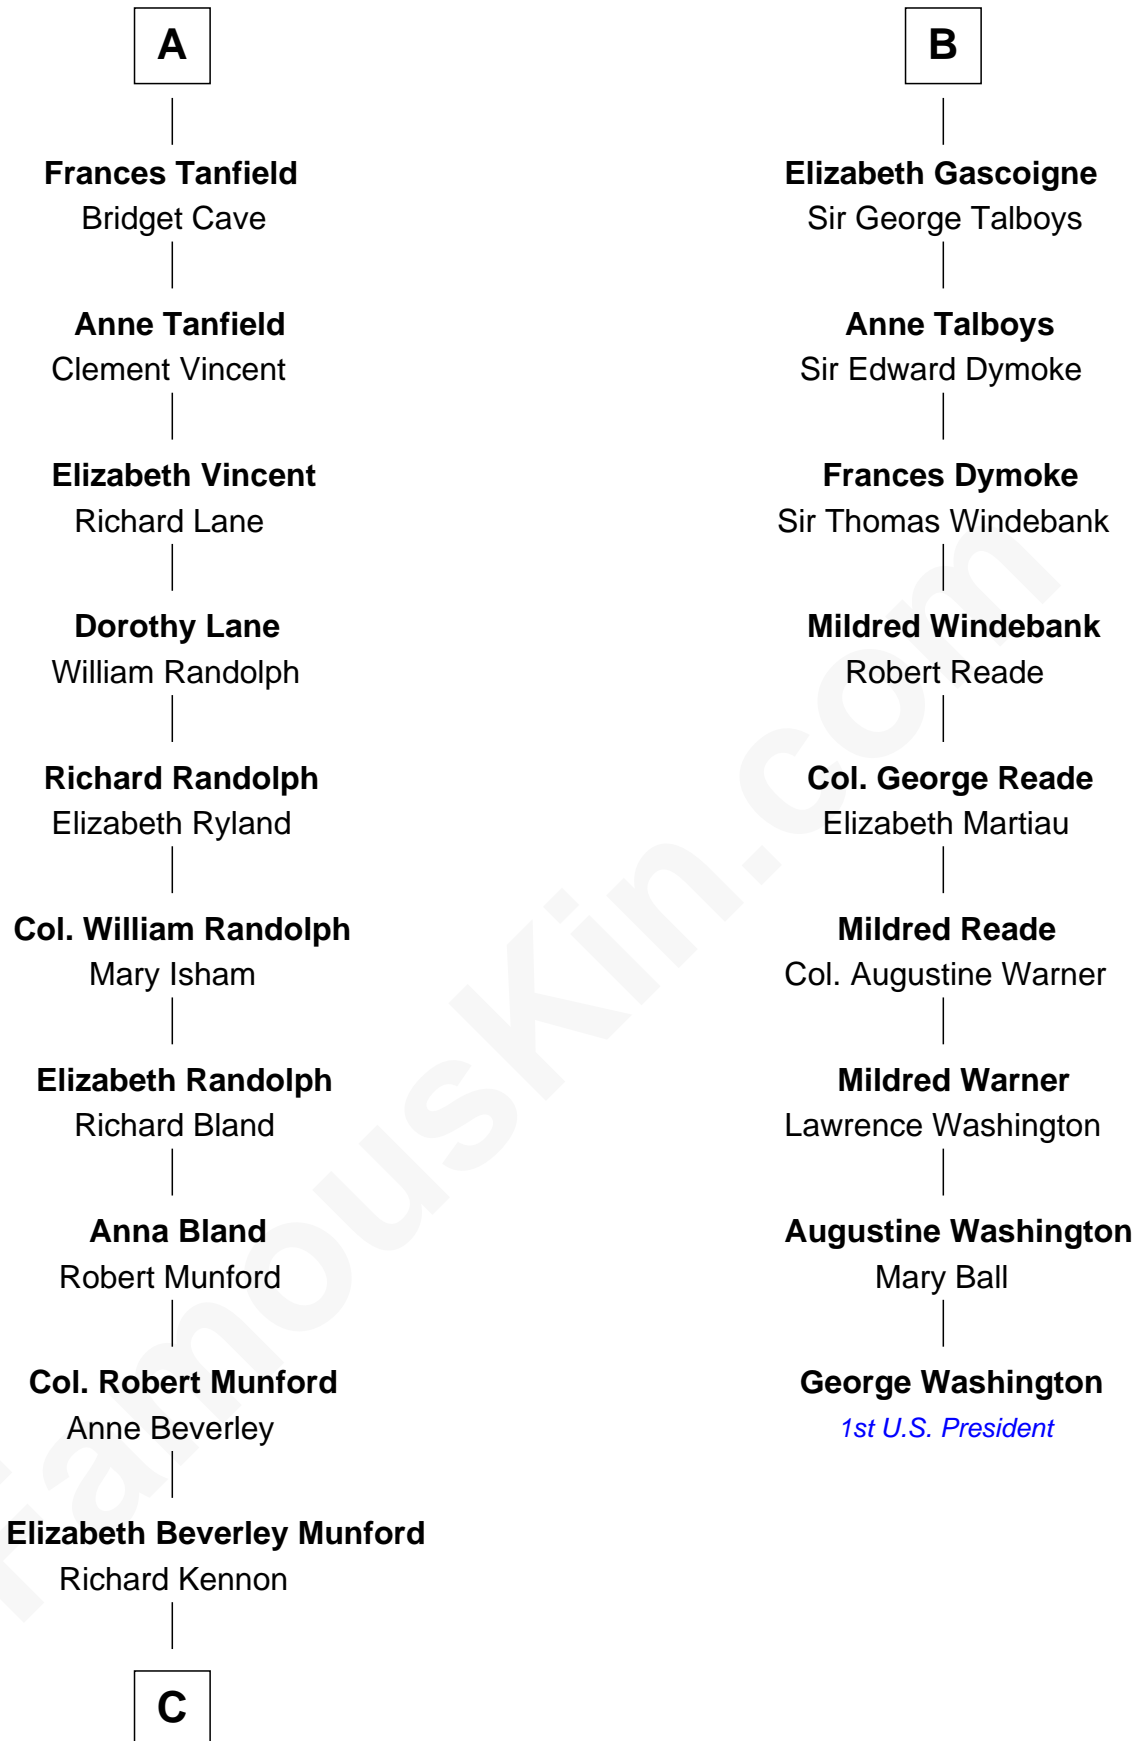 A
Frances Tanfield
Bridget Cave
Anne Tanfield
Clement Vincent
Elizabeth Vincent
Richard Lane
Dorothy Lane
William Randolph
Richard Randolph
Elizabeth Ryland
Col. William Randolph
Mary Isham
Elizabeth Randolph
Richard Bland
Anna Bland
Robert Munford
Col. Robert Munford
Anne Beverley
Elizabeth Beverley Munford
Richard Kennon
C
B
Elizabeth Gascoigne
Sir George Talboys
Anne Talboys
Sir Edward Dymoke
Frances Dymoke
Sir Thomas Windebank
Mildred Windebank
Robert Reade
Col. George Reade
Elizabeth Martiau
Mildred Reade
Col. Augustine Warner
Mildred Warner
Lawrence Washington
Augustine Washington
Mary Ball
George Washington
1st U.S. President
FamousKin.com